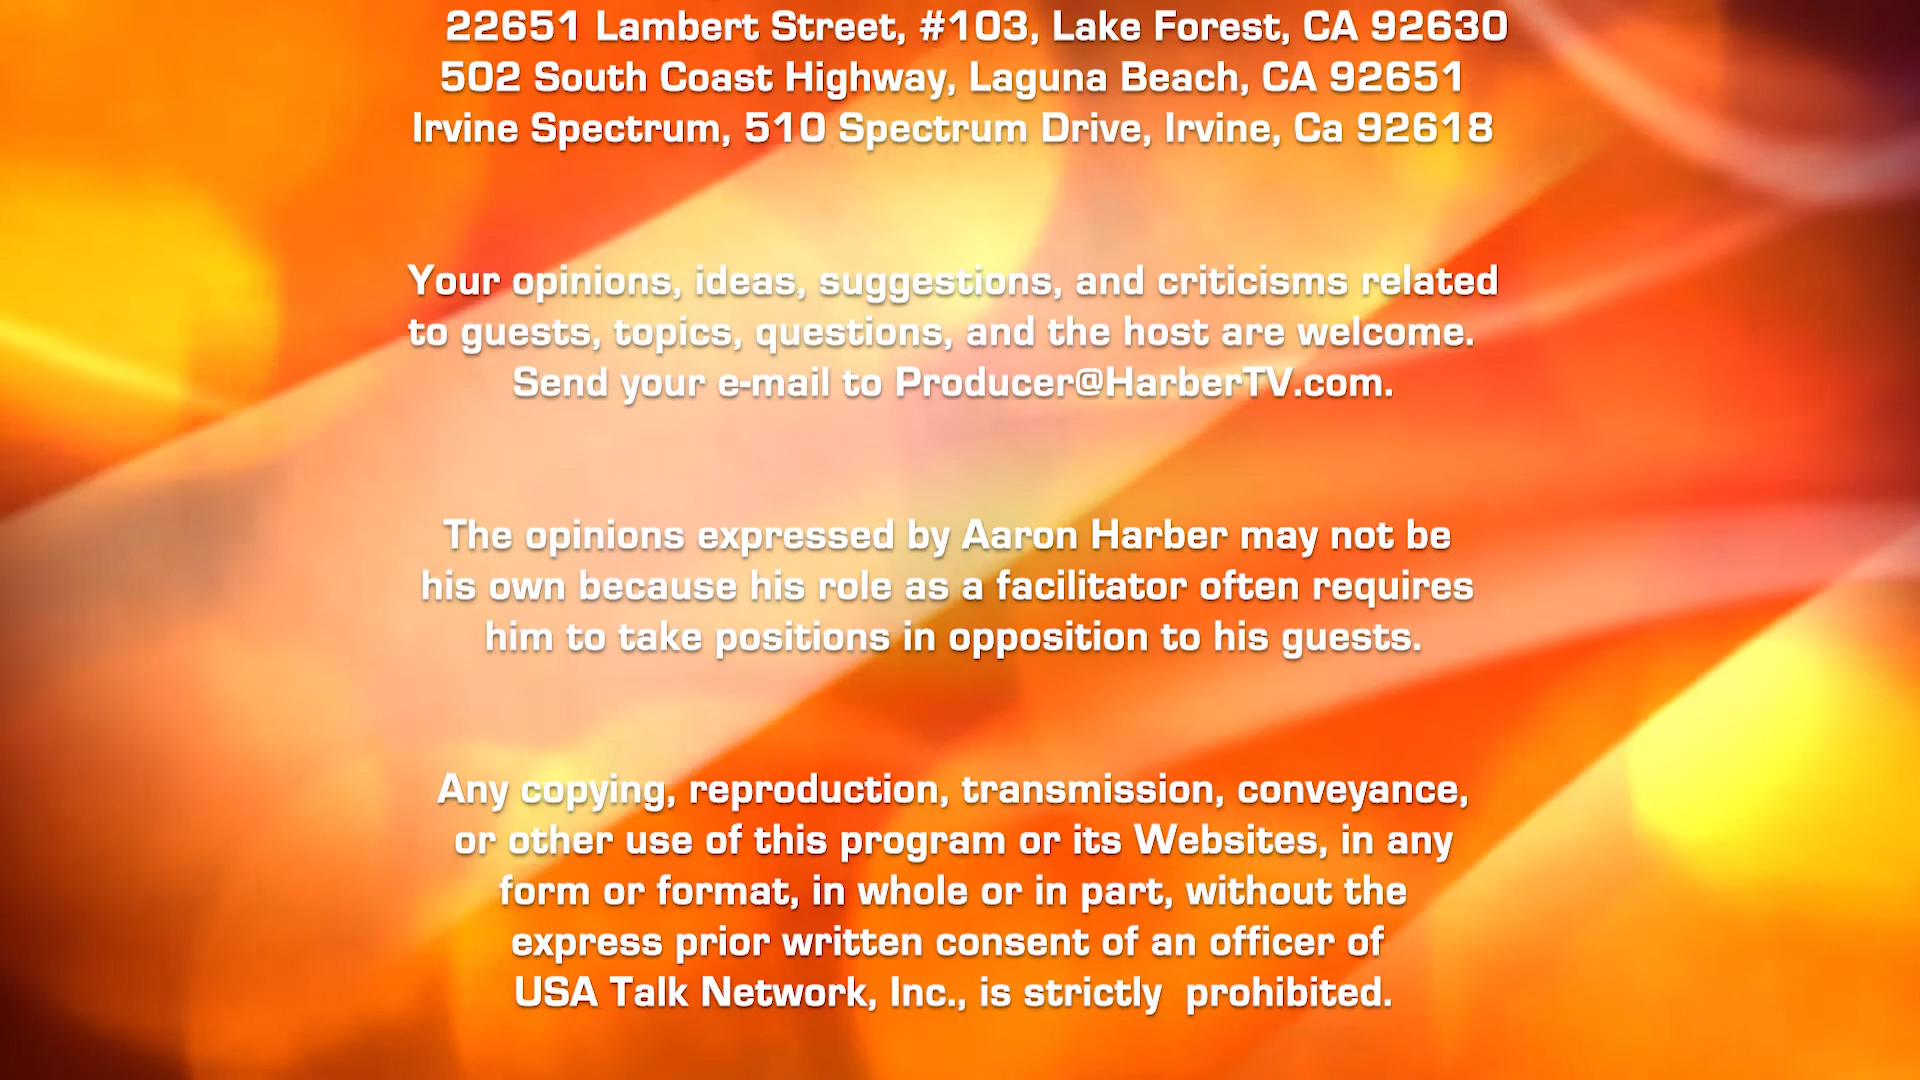 22651 Lambert Street, #103, Lake Forest, CA 92630
502 South Coast Highway, Laguna Beach, CA 92651
Irvine Spectrum, 510 Spectrum Drive, Irvine, Ca 92618
Your opinions, ideas, suggestions, and criticisms related
to guests, topics, questions, and the host are welcome.
Send your e-mail to Producer@HarberTV.com.
The opinions expressed by Aaron Harber may not be
his own because his role as a facilitator often requires
him to take positions in opposition to his guests.
Any copying, reproduction, transmission, conveyance,
or other use of this program or its Websites, in any
form or format, in whole or in part, without the
express prior written consent of an officer of
USA Talk Network, Inc., is strictly  prohibited.